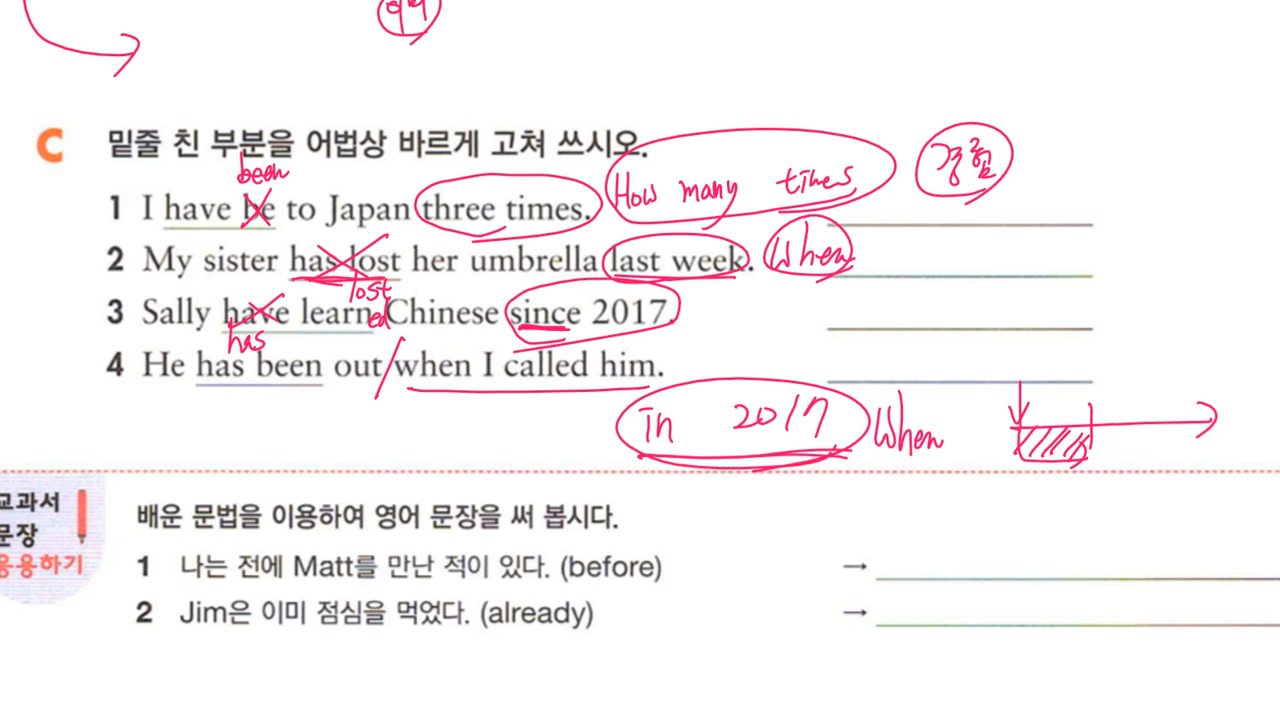 C 밑줄 친 부분을 어법상 바르게 고쳐 쓰시오.
been How many times 경험
1 I have be to Japan three times.
2 My sister has lost her umbrella last week. When
lost
3 Sally have learn Chinese since 2017.
has ed
4 He has been out when I called him.
in 2017 When
교과서
문장
응용하기
배운 문법을 이용하여 영어 문장을 써 봅시다.
1 나는 전에 Matt를 만난 적이 있다. (before) →
2 Jim은 이미 점심을 먹었다. (already) →